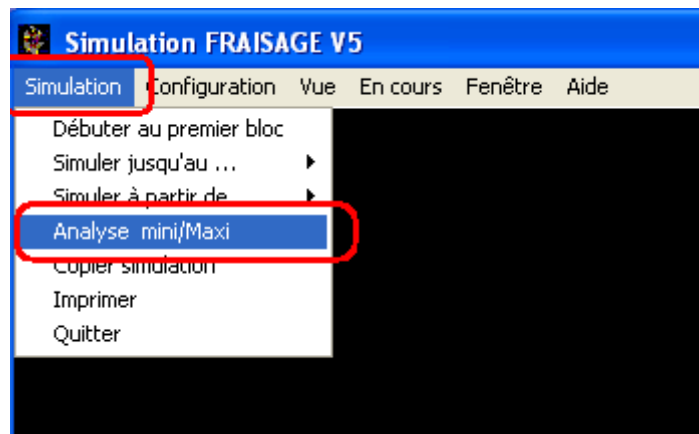 Simulation FRAISAGE V5
Simulation Configuration Vue En cours Fenêtre Aide
Débuter au premier bloc
Simuler jusqu'au ...
Simuler à partir de
Analyse mini/Maxi
Copier simulation
Imprimer
Quitter